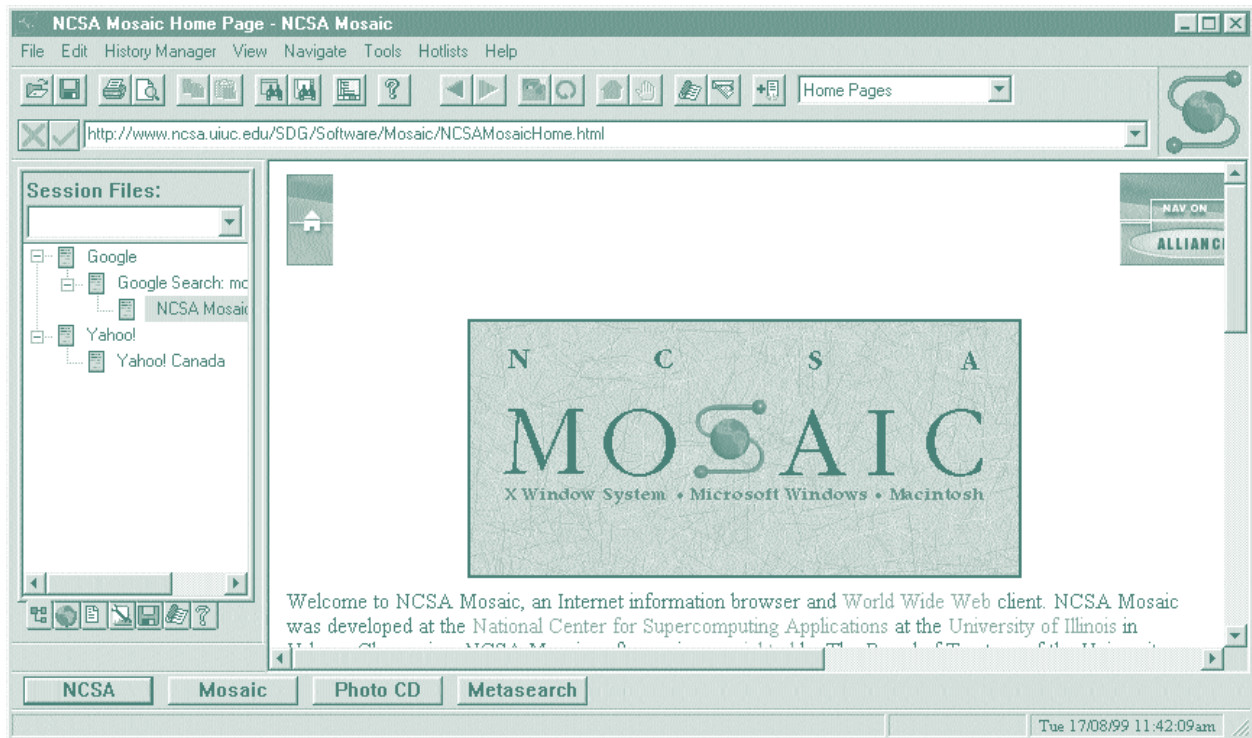 NCSA Mosaic Home Page - NCSA Mosaic
File Edit History Manager View Navigate Tools Hotlists Help
Home Pages
http://www.ncsa.uiuc.edu/SDG/Software/Mosaic/NCSAMosaicHome.html
Session Files:
Google
Google Search: mo
NCSA Mosaic
Yahoo!
Yahoo! Canada
NAV ON
ALLIANC
N C S A
MOSAIC
X Window System • Microsoft Windows • Macintosh
Welcome to NCSA Mosaic, an Internet information browser and World Wide Web client. NCSA Mosaic
was developed at the National Center for Supercomputing Applications at the University of Illinois in
NCSA Mosaic Photo CD Metasearch
Tue 17/08/99 11:42:09am